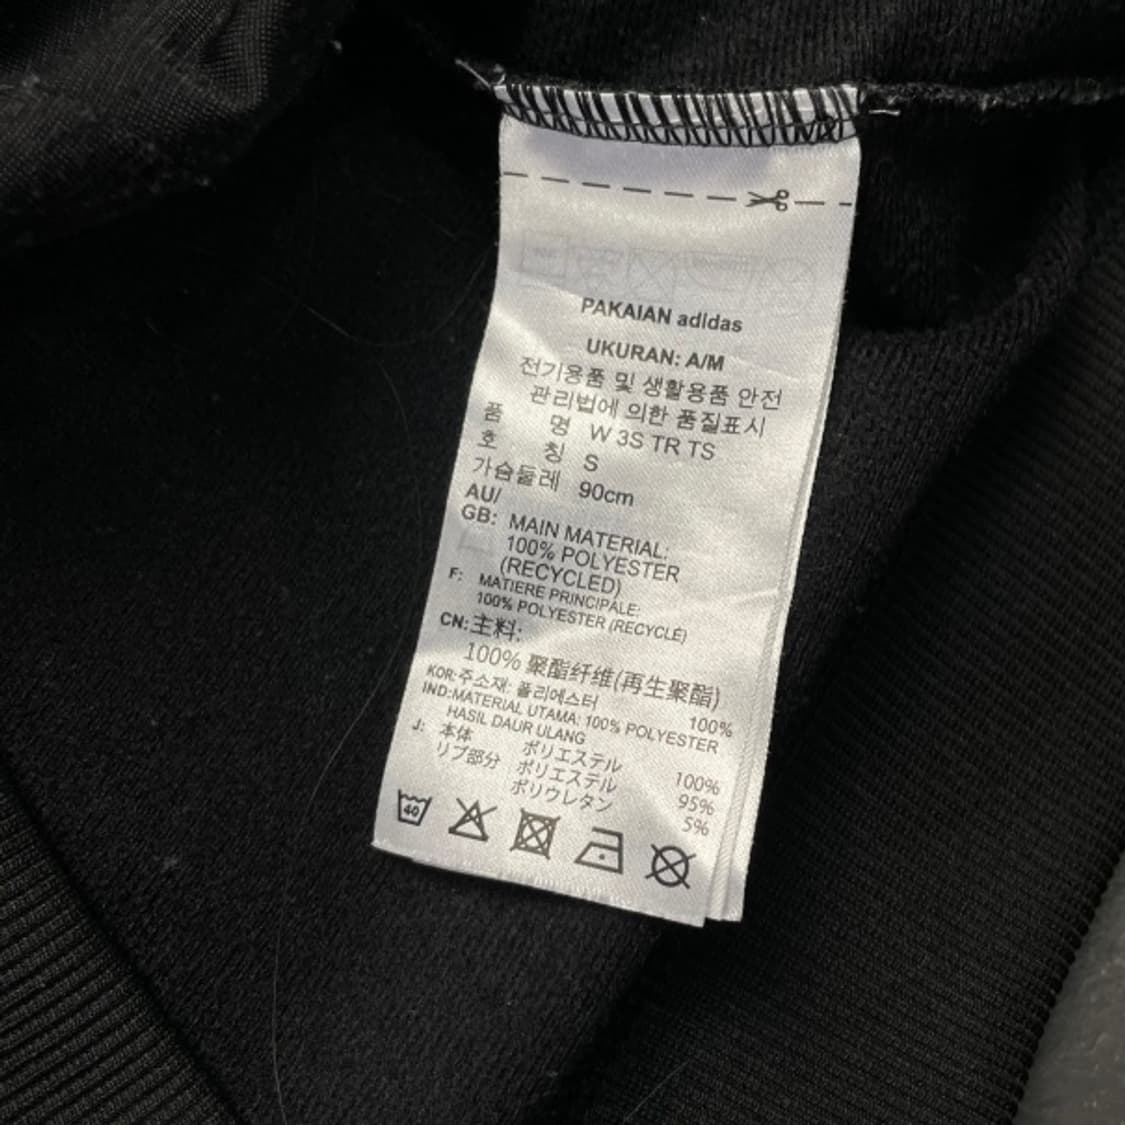 PAKAIAN adidas
UKURAN: A/M
전기용품 및 생활용품 안전
관리법에 의한 품질표시
품 명 W 3S TR TS
호 칭 S
가슴둘레 90cm
AU/
GB: MAIN MATERIAL:
100% POLYESTER
(RECYCLED)
F: MATIERE PRINCIPALE:
100% POLYESTER (RECYCLÉ)
CN:主料:
100% 聚酯纤维(再生聚酯)
KOR:주소재: 폴리에스터 100%
IND:MATERIAL UTAMA: 100% POLYESTER
HASIL DAUR ULANG
J: 本体 ポリエステル 100%
リブ部分 ポリエステル 95%
ポリウレタン 5%
40